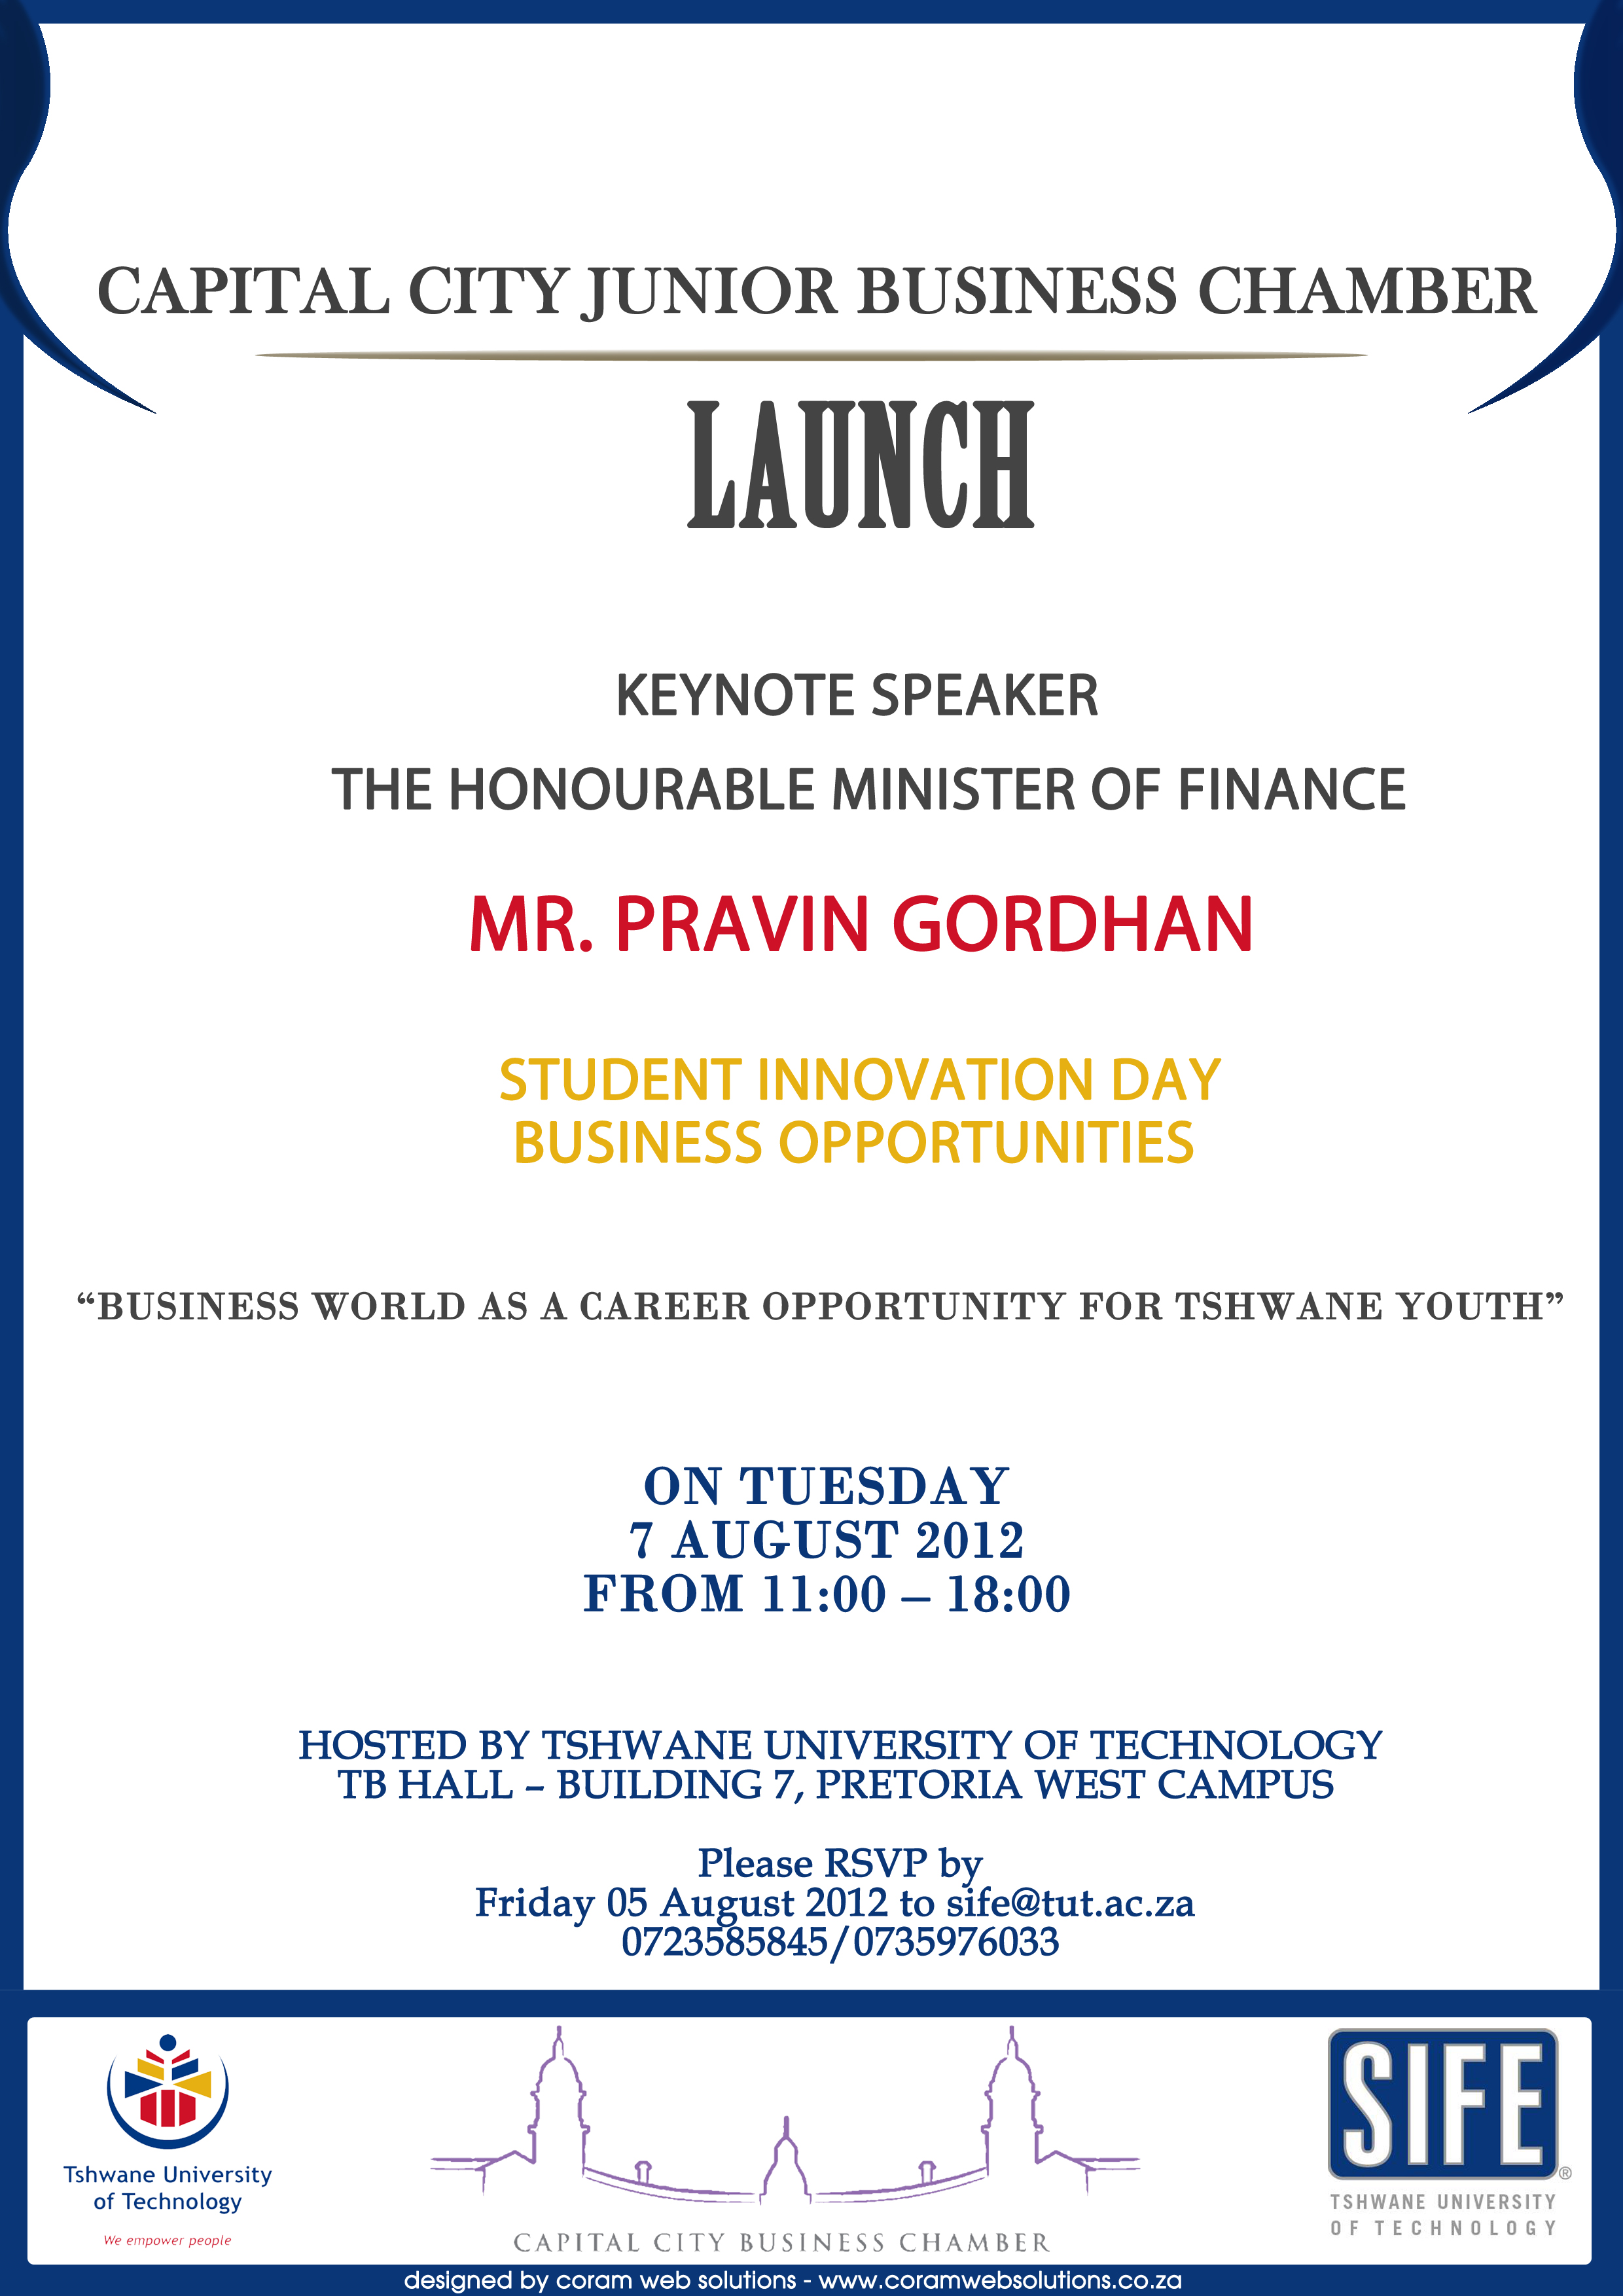 CAPITAL CITY JUNIOR BUSINESS CHAMBER
LAUNCH
KEYNOTE SPEAKER
THE HONOURABLE MINISTER OF FINANCE
MR. PRAVIN GORDHAN
STUDENT INNOVATION DAY
BUSINESS OPPORTUNITIES
“BUSINESS WORLD AS A CAREER OPPORTUNITY FOR TSHWANE YOUTH”
ON TUESDAY
7 AUGUST 2012
FROM 11:00 – 18:00
HOSTED BY TSHWANE UNIVERSITY OF TECHNOLOGY
TB HALL – BUILDING 7, PRETORIA WEST CAMPUS
Please RSVP by
Friday 05 August 2012 to sife@tut.ac.za
0723585845/0735976033
Tshwane University
of Technology
We empower people
CAPITAL CITY BUSINESS CHAMBER
SIFE®
TSHWANE UNIVERSITY
OF TECHNOLOGY
designed by coram web solutions - www.coramwebsolutions.co.za